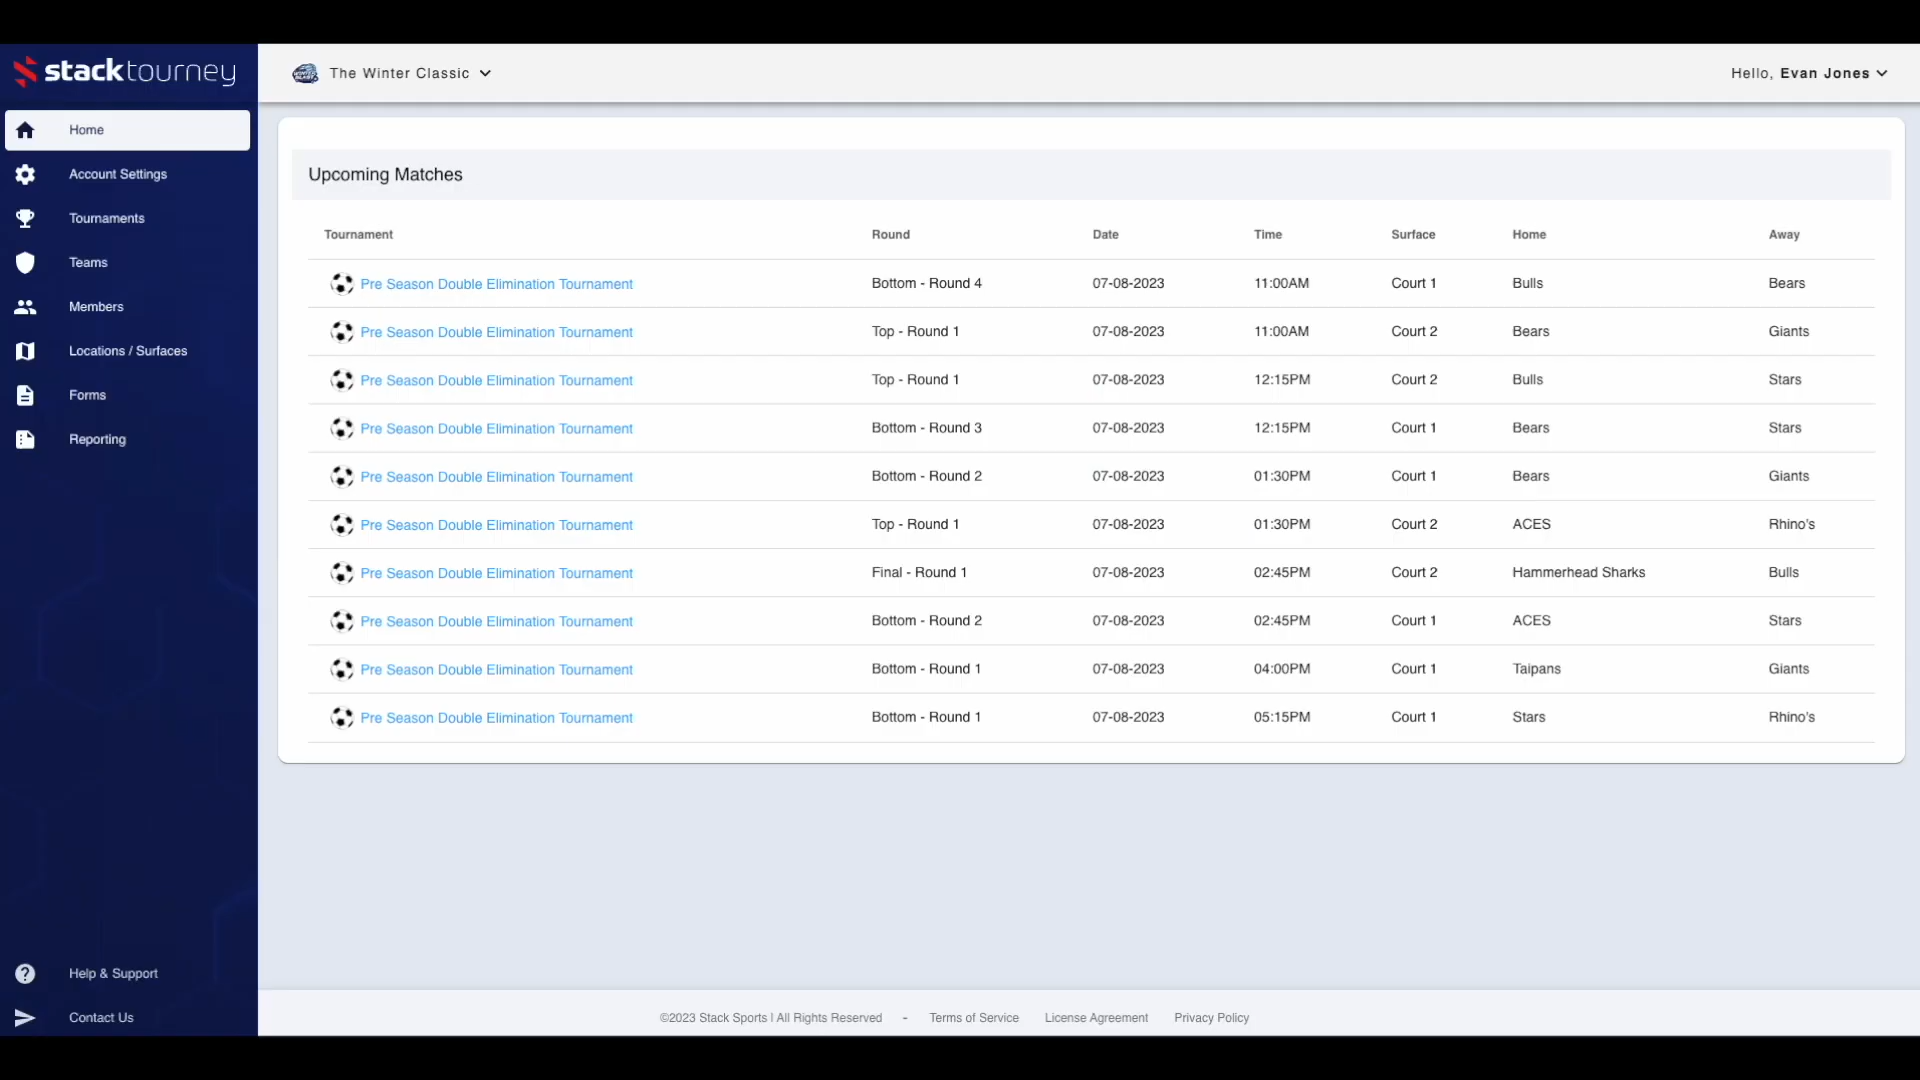 stacktourney
The Winter Classic
Hello, Evan Jones
Home
Account Settings
Tournaments
Teams
Members
Locations / Surfaces
Forms
Reporting
Help & Support
Contact Us
Upcoming Matches
Tournament Round Date Time Surface Home Away
Pre Season Double Elimination Tournament Bottom - Round 4 07-08-2023 11:00AM Court 1 Bulls Bears
Pre Season Double Elimination Tournament Top - Round 1 07-08-2023 11:00AM Court 2 Bears Giants
Pre Season Double Elimination Tournament Top - Round 1 07-08-2023 12:15PM Court 2 Bulls Stars
Pre Season Double Elimination Tournament Bottom - Round 3 07-08-2023 12:15PM Court 1 Bears Stars
Pre Season Double Elimination Tournament Bottom - Round 2 07-08-2023 01:30PM Court 1 Bears Giants
Pre Season Double Elimination Tournament Top - Round 1 07-08-2023 01:30PM Court 2 ACES Rhino's
Pre Season Double Elimination Tournament Final - Round 1 07-08-2023 02:45PM Court 2 Hammerhead Sharks Bulls
Pre Season Double Elimination Tournament Bottom - Round 2 07-08-2023 02:45PM Court 1 ACES Stars
Pre Season Double Elimination Tournament Bottom - Round 1 07-08-2023 04:00PM Court 1 Taipans Giants
Pre Season Double Elimination Tournament Bottom - Round 1 07-08-2023 05:15PM Court 1 Stars Rhino's
©2023 Stack Sports | All Rights Reserved - Terms of Service License Agreement Privacy Policy